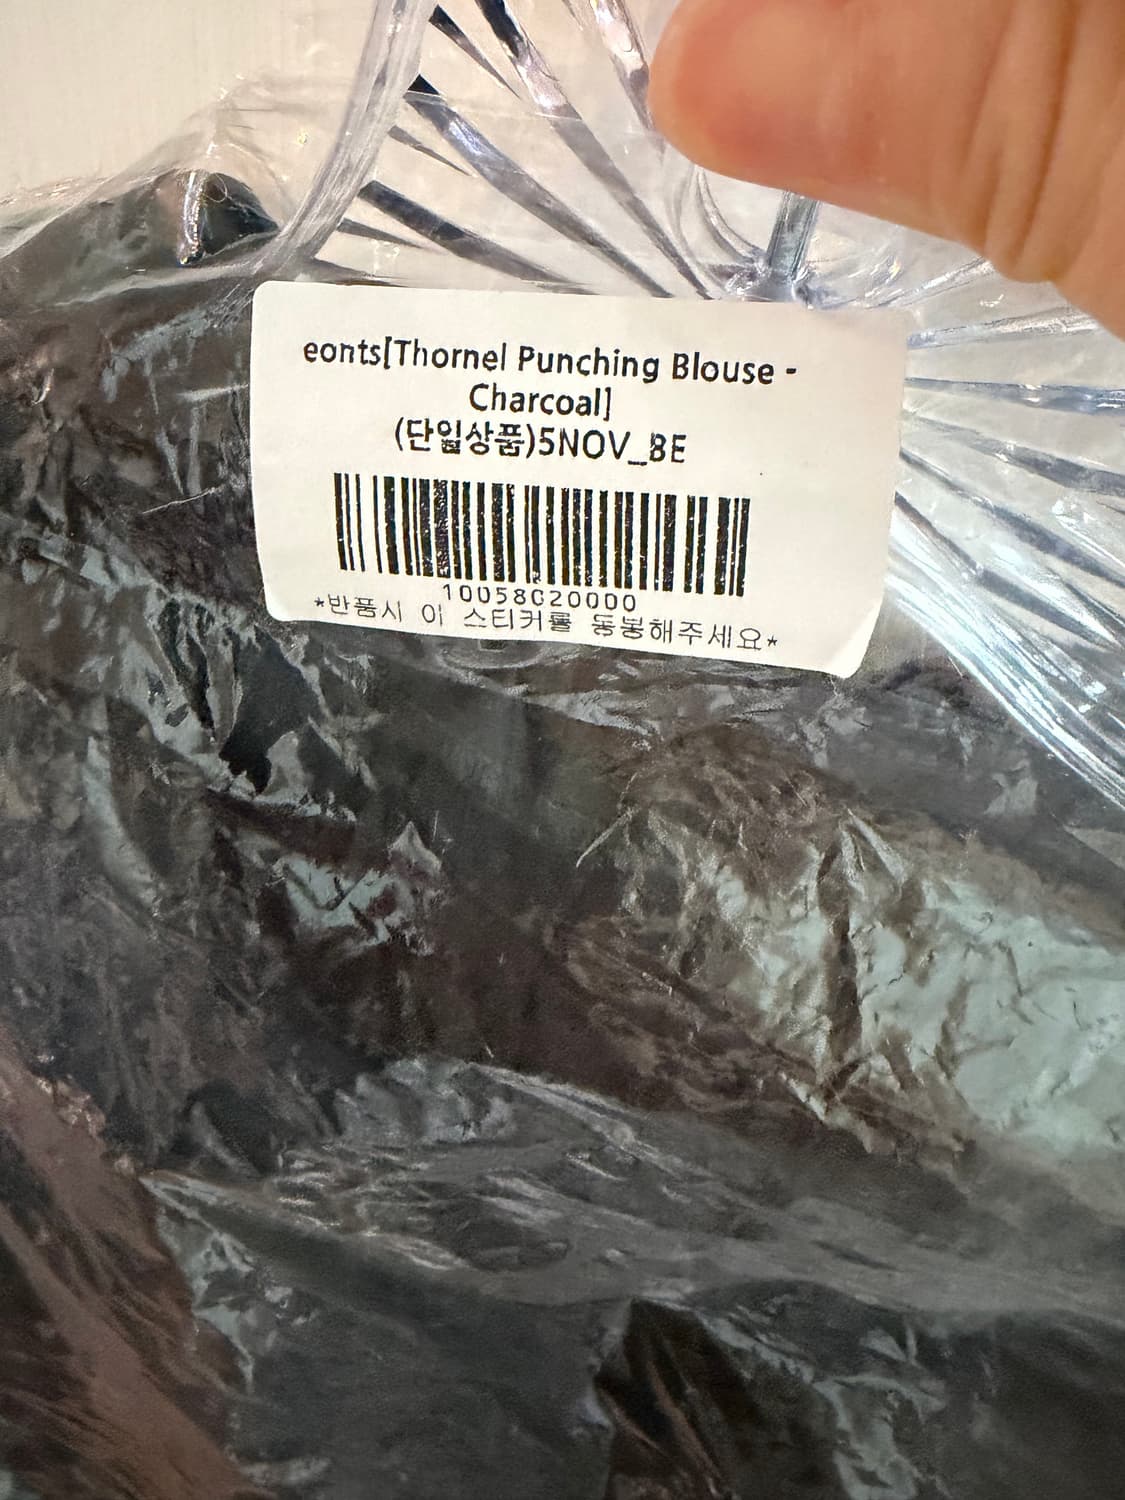 eonts[Thornel Punching Blouse -
Charcoal]
(단일상품)5NOV_BE
10058020000
*반품시 이 스티커를 동봉해주세요*